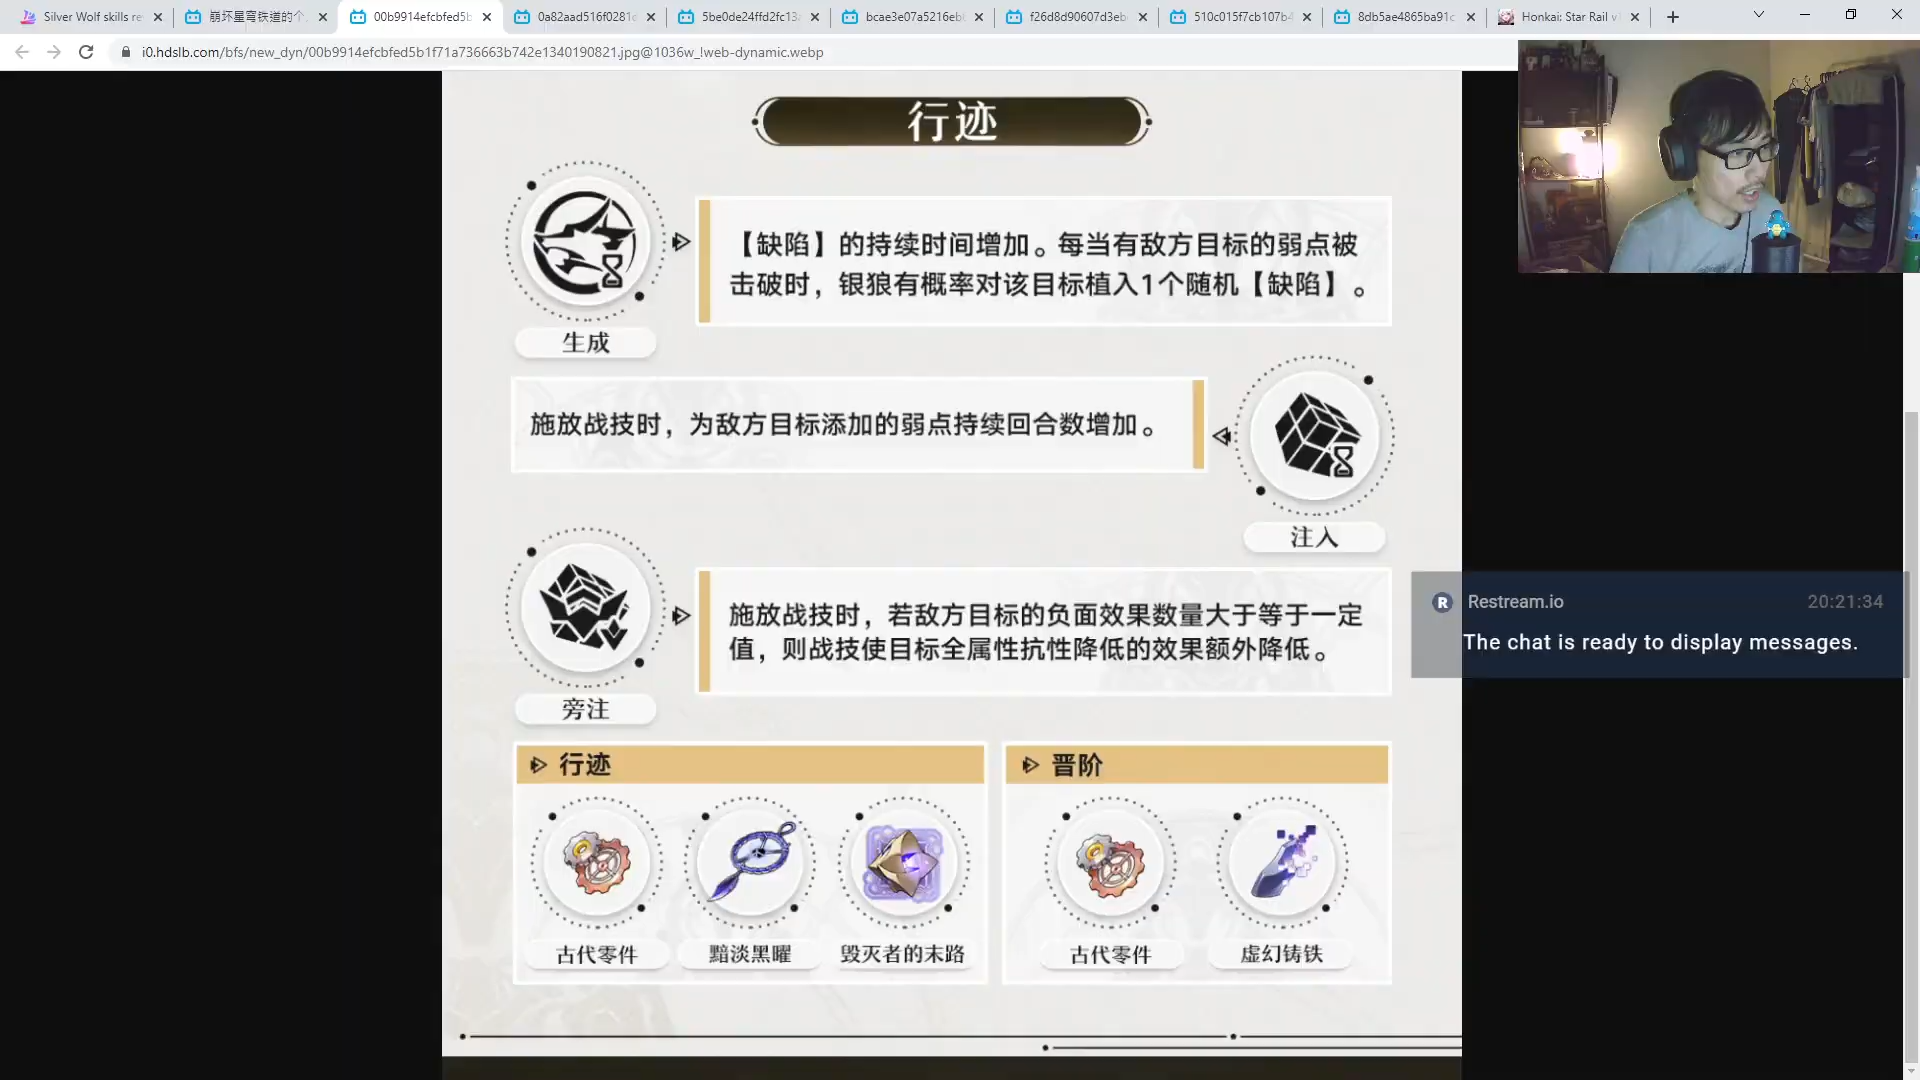 Silver Wolf skills re
崩坏星穹铁道的个
00b9914efcbfed5b
0a82aad516f0281
5be0de24ffd2fc13
bcae3e07a5216eb
f26d8d90607d3eb
510c015f7cb107b4
8db5ae4865ba91c
Honkai: Star Rail v
i0.hdslb.com/bfs/new_dyn/00b9914efcbfed5b1f71a736663b742e1340190821.jpg@1036w_!web-dynamic.webp
行迹
【缺陷】的持续时间增加。每当有敌方目标的弱点被
击破时，银狼有概率对该目标植入1个随机【缺陷】。
生成
施放战技时，为敌方目标添加的弱点持续回合数增加。
注入
施放战技时，若敌方目标的负面效果数量大于等于一定
值，则战技使目标全属性抗性降低的效果额外降低。
旁注
R Restream.io 20:21:34
The chat is ready to display messages.
行迹
晋阶
古代零件
黯淡黑曜
毁灭者的末路
古代零件
虚幻铸铁